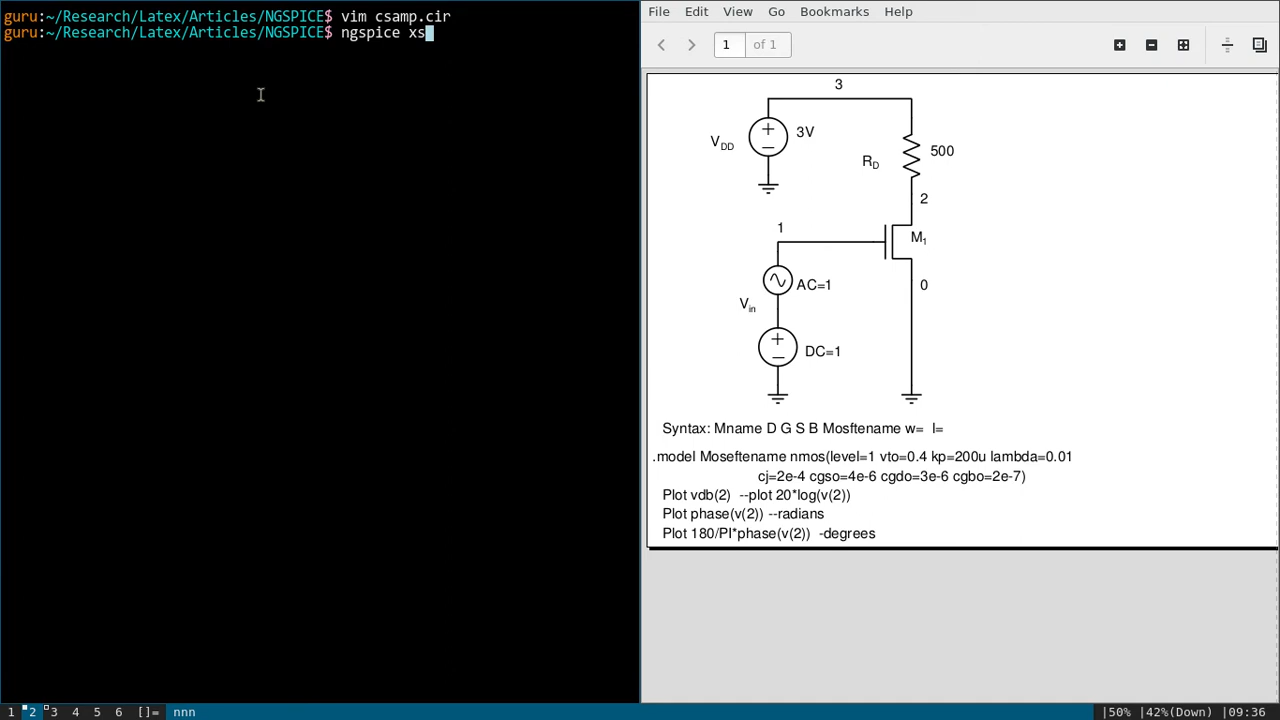 guru:~/Research/Latex/Articles/NGSPICE$ vim csamp.cir
guru:~/Research/Latex/Articles/NGSPICE$ ngspice xs
File Edit View Go Bookmarks Help
1 of 1
3
3V
VDD
500
RD
2
1
M1
AC=1
0
Vin
DC=1
Syntax: Mname D G S B Mosftename w= l=
.model Moseftename nmos(level=1 vto=0.4 kp=200u lambda=0.01
cj=2e-4 cgso=4e-6 cgdo=3e-6 cgbo=2e-7)
Plot vdb(2) --plot 20*log(v(2))
Plot phase(v(2)) --radians
Plot 180/PI*phase(v(2)) -degrees
1 2 3 4 5 6 []= nnn |50% |42%(Down) |09:36